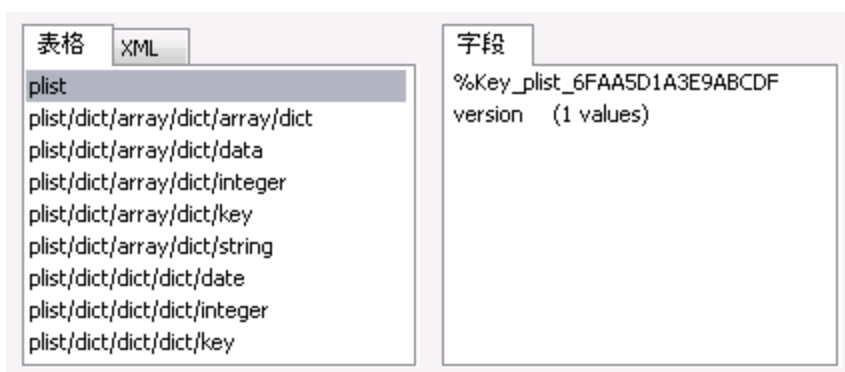 表格 XML
plist
plist/dict/array/dict/array/dict
plist/dict/array/dict/data
plist/dict/array/dict/integer
plist/dict/array/dict/key
plist/dict/array/dict/string
plist/dict/dict/dict/date
plist/dict/dict/dict/integer
plist/dict/dict/dict/key
字段
%Key_plist_6FAA5D1A3E9ABCDF
version (1 values)